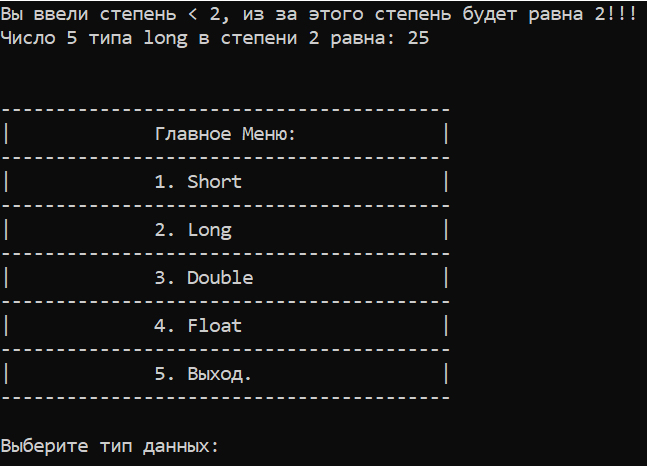 Вы ввели степень < 2, из за этого степень будет равна 2!!!
Число 5 типа long в степени 2 равна: 25
-----------------------------------------
|             Главное Меню:             |
-----------------------------------------
|             1. Short                  |
-----------------------------------------
|             2. Long                   |
-----------------------------------------
|             3. Double                 |
-----------------------------------------
|             4. Float                  |
-----------------------------------------
|             5. Выход.                 |
-----------------------------------------
Выберите тип данных: